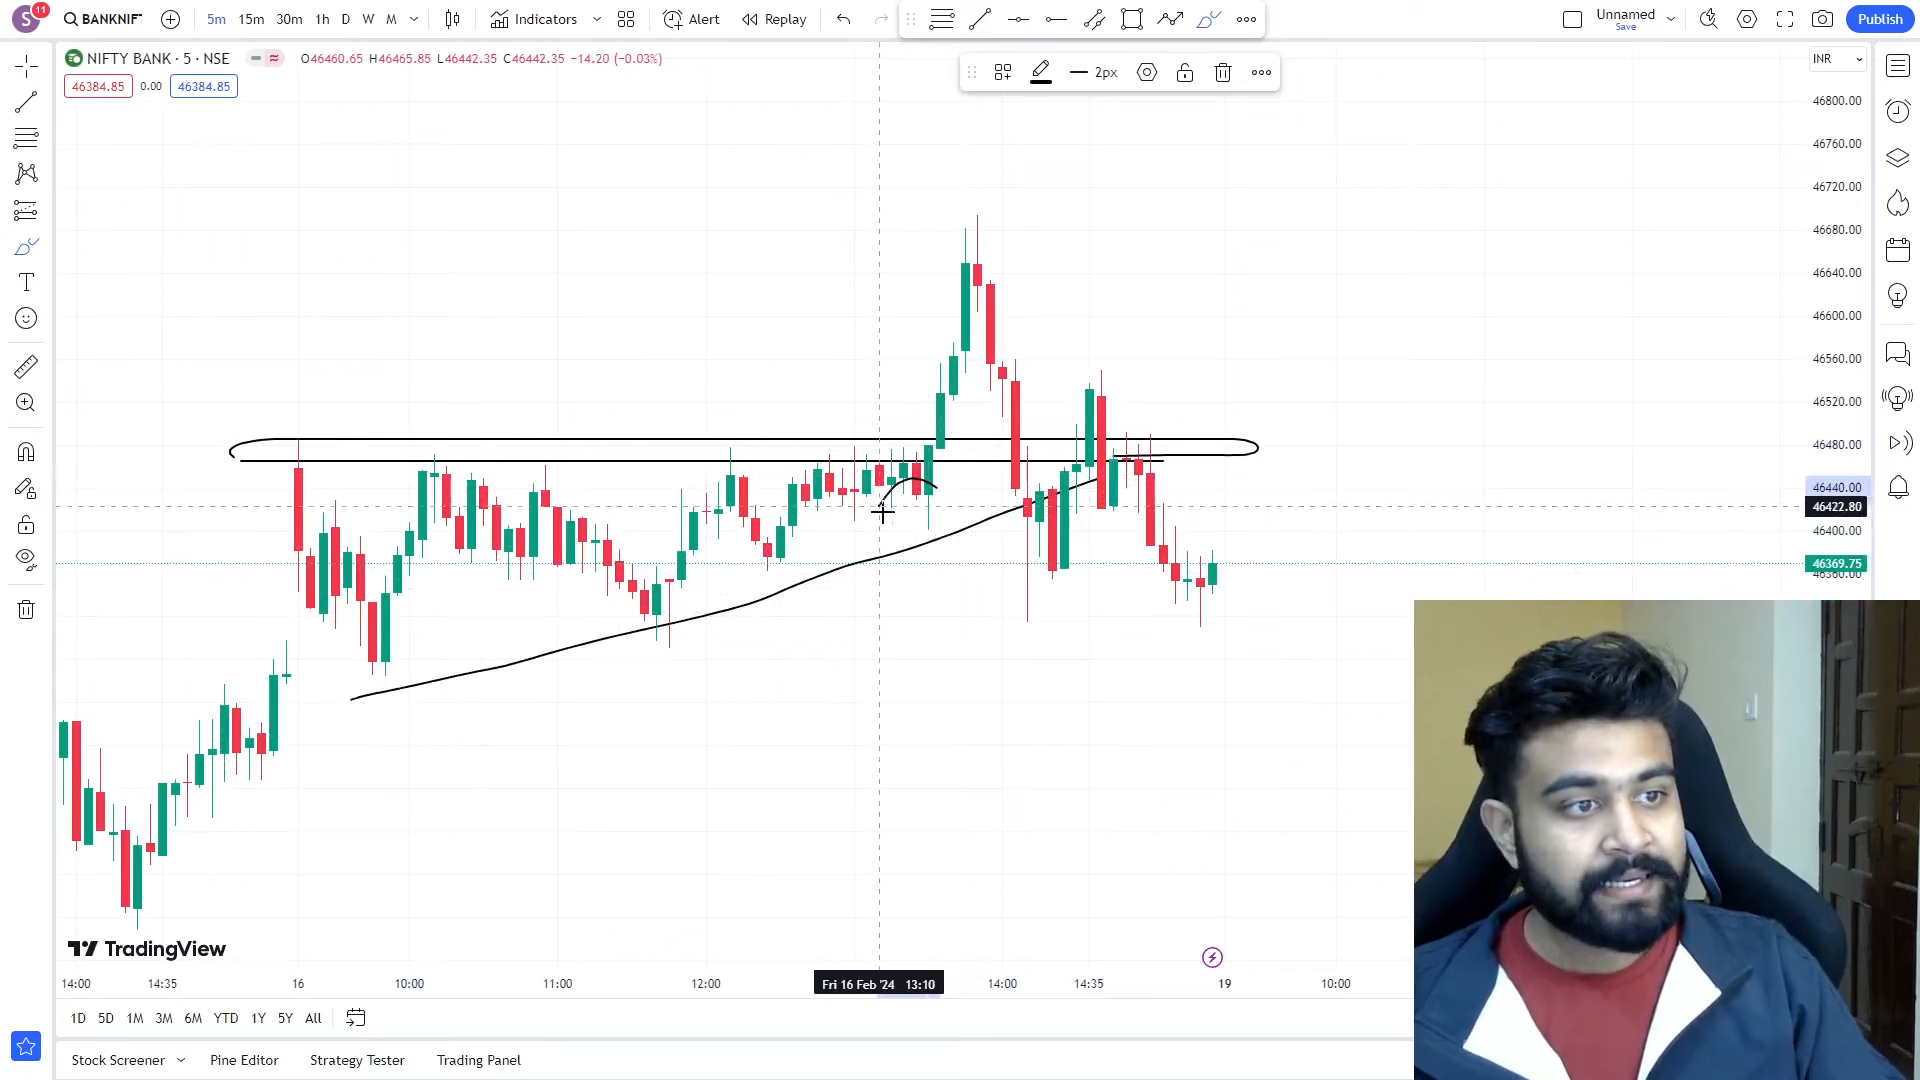 S 11 BANKNIF 5m 15m 30m 1h D W M Indicators Alert Replay Unnamed Save Publish
NIFTY BANK · 5 · NSE O46460.65 H46465.85 L46442.35 C46442.35 −14.20 (−0.03%) INR
2px
46384.85 0.00 46384.85
46800.00
46760.00
46720.00
46680.00
46640.00
46600.00
46560.00
46520.00
46480.00
46440.00
46422.80
46400.00
46369.75
46360.00
TradingView
14:00 14:35 16 10:00 11:00 12:00 Fri 16 Feb '24 13:10 14:00 14:35 19 10:00
1D 5D 1M 3M 6M YTD 1Y 5Y All
Stock Screener Pine Editor Strategy Tester Trading Panel